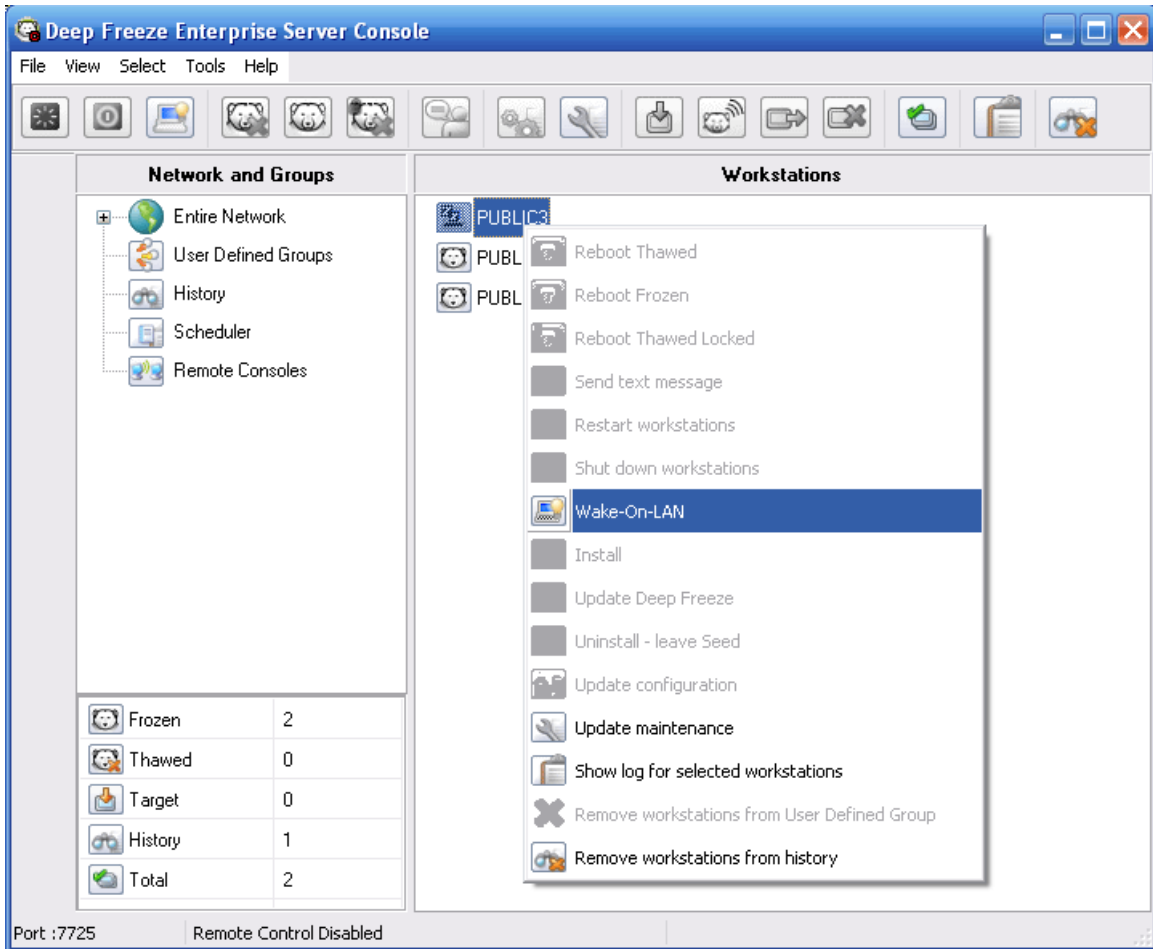 Deep Freeze Enterprise Server Console
File View Select Tools Help
Network and Groups
Workstations
Entire Network
User Defined Groups
History
Scheduler
Remote Consoles
PUBLIC3
PUBL
PUBL
Reboot Thawed
Reboot Frozen
Reboot Thawed Locked
Send text message
Restart workstations
Shut down workstations
Wake-On-LAN
Install
Update Deep Freeze
Uninstall - leave Seed
Update configuration
Update maintenance
Show log for selected workstations
Remove workstations from User Defined Group
Remove workstations from history
Frozen 2
Thawed 0
Target 0
History 1
Total 2
Port :7725 Remote Control Disabled